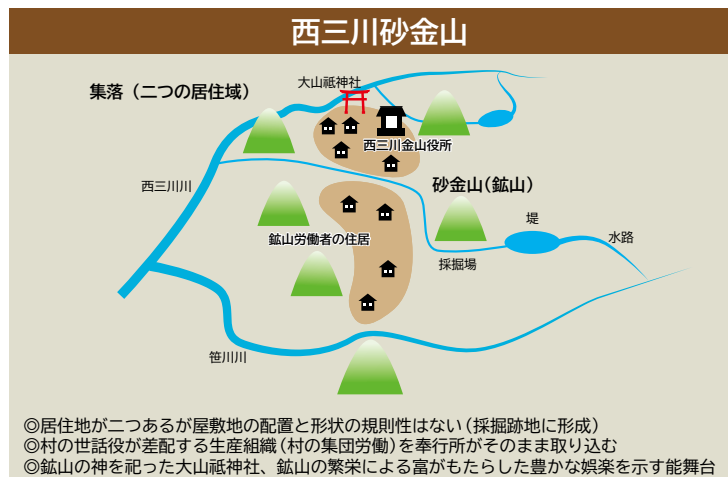 西三川砂金山
大山祗神社
集落（二つの居住域）
西三川金山役所
西三川川
砂金山（鉱山）
堤
鉱山労働者の住居
水路
採掘場
笹川川
◎居住地が二つあるが屋敷地の配置と形状の規則性はない（採掘跡地に形成）
◎村の世話役が差配する生産組織（村の集団労働）を奉行所がそのまま取り込む
◎鉱山の神を祀った大山祗神社、鉱山の繁栄による富がもたらした豊かな娯楽を示す能舞台